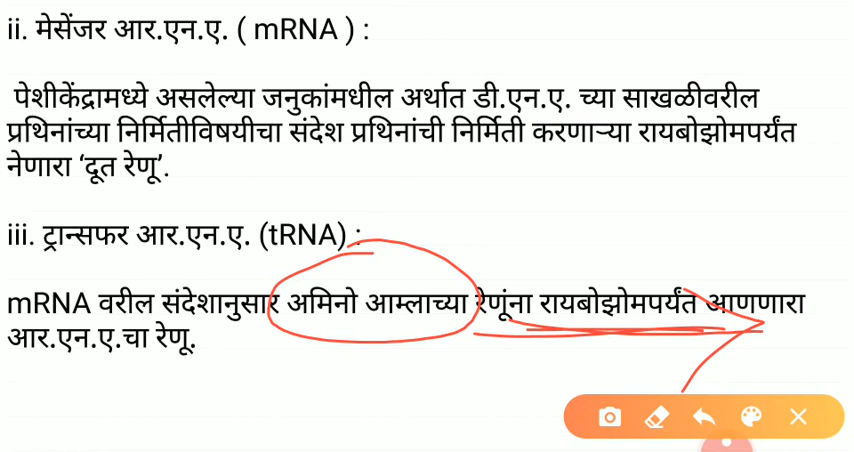 ii. मेसेंजर आर.एन.ए. ( mRNA ) :
पेशीकेंद्रामध्ये असलेल्या जनुकांमधील अर्थात डी.एन.ए. च्या साखळीवरील
प्रथिनांच्या निर्मितीविषयीचा संदेश प्रथिनांची निर्मिती करणाऱ्या रायबोझोमपर्यंत
नेणारा ‘दूत रेणू’.
iii. ट्रान्सफर आर.एन.ए. (tRNA) :
mRNA वरील संदेशानुसार अमिनो आम्लाच्या रेणूंना रायबोझोमपर्यंत आणणारा
आर.एन.ए.चा रेणू.